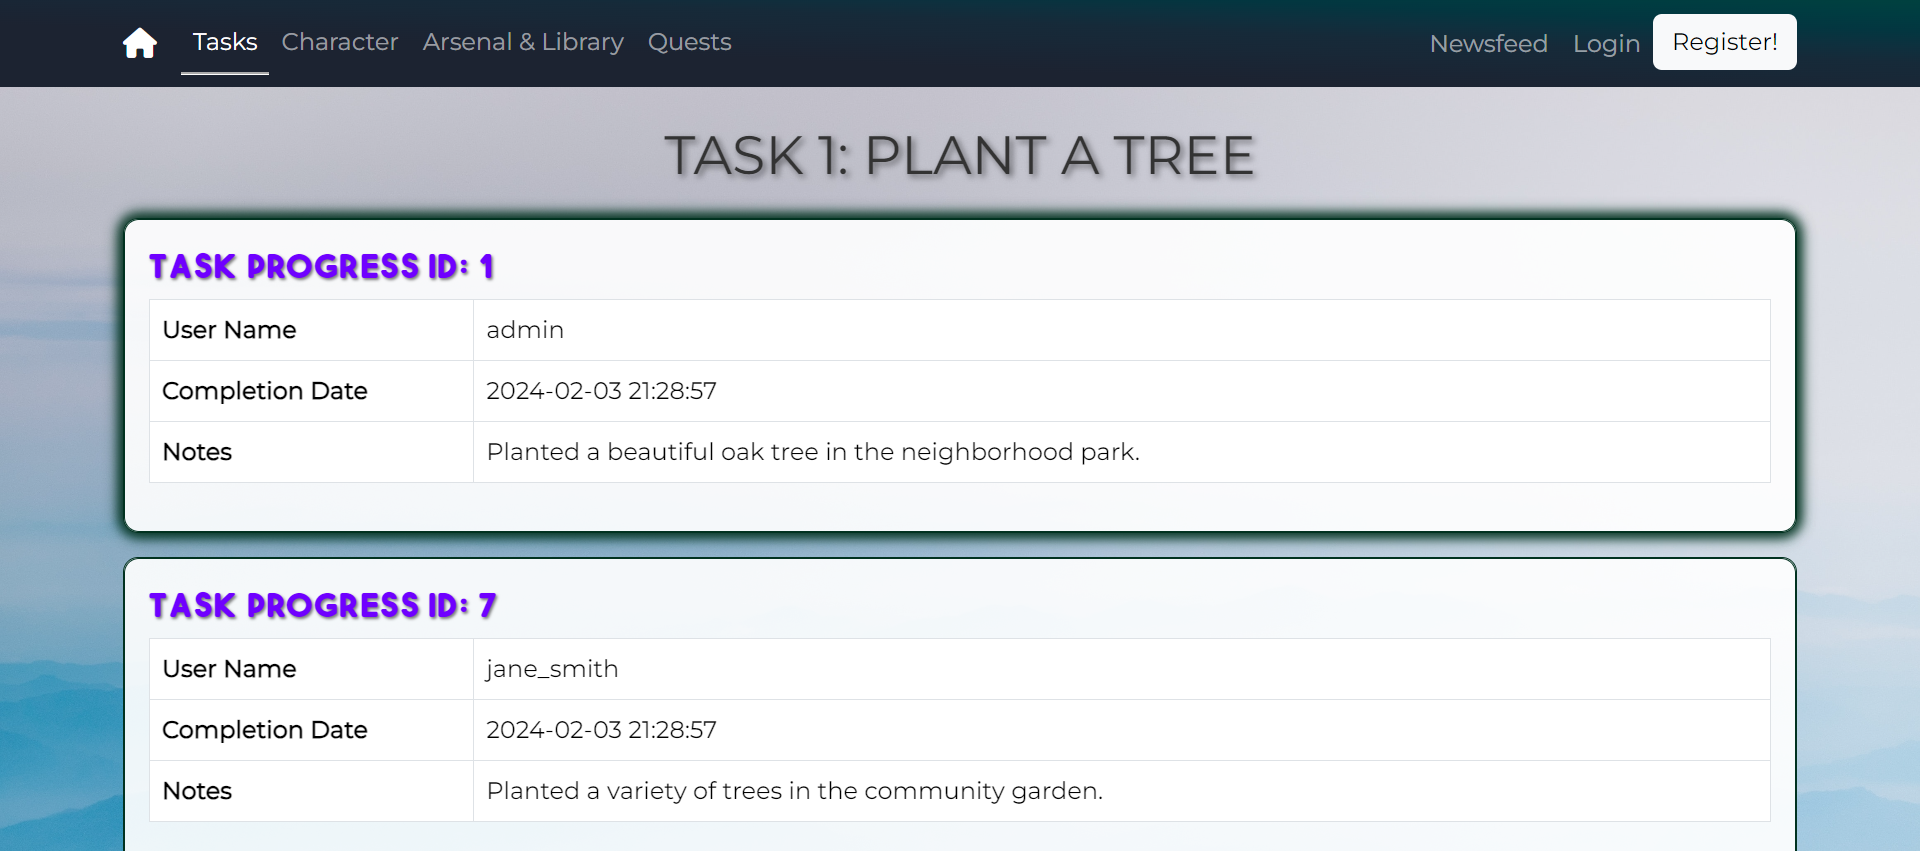 Tasks Character Arsenal & Library Quests Newsfeed Login Register!
TASK 1: PLANT A TREE
TASK PROGRESS ID: 1
User Name admin
Completion Date 2024-02-03 21:28:57
Notes Planted a beautiful oak tree in the neighborhood park.
TASK PROGRESS ID: 7
User Name jane_smith
Completion Date 2024-02-03 21:28:57
Notes Planted a variety of trees in the community garden.